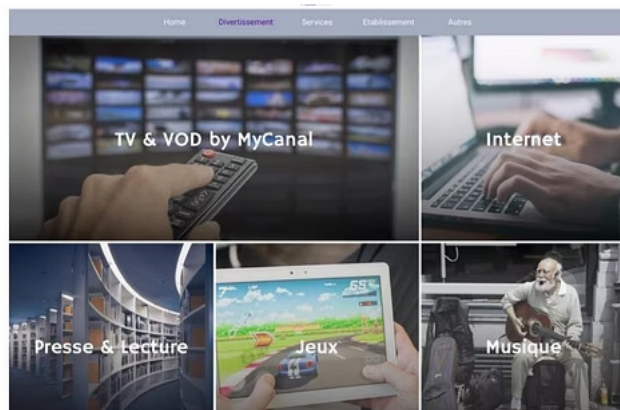 Home Divertissement Services Etablissement Autres
TV & VOD by MyCanal
Internet
Presse & Lecture
Jeux
Musique